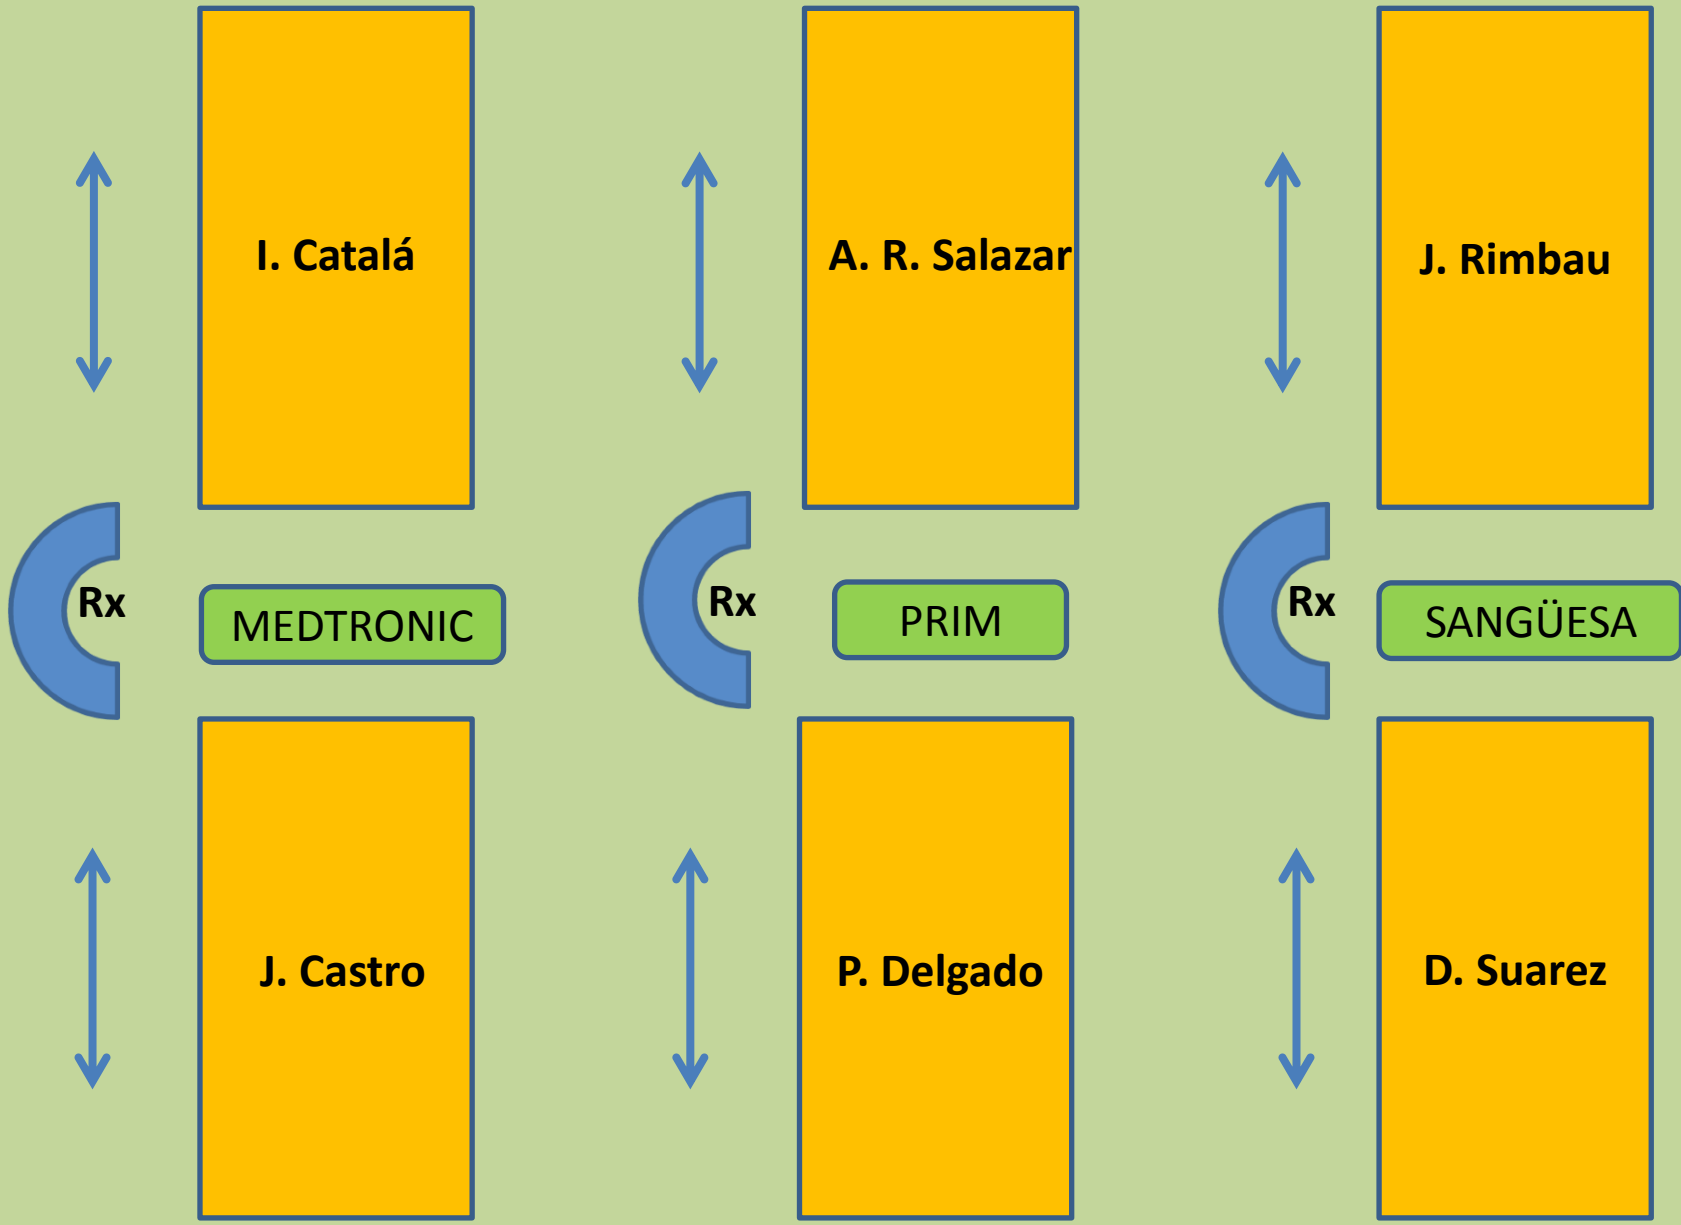 I. Catalá
A. R. Salazar
J. Rimbau
Rx
MEDTRONIC
Rx
PRIM
Rx
SANGÜESA
J. Castro
P. Delgado
D. Suarez